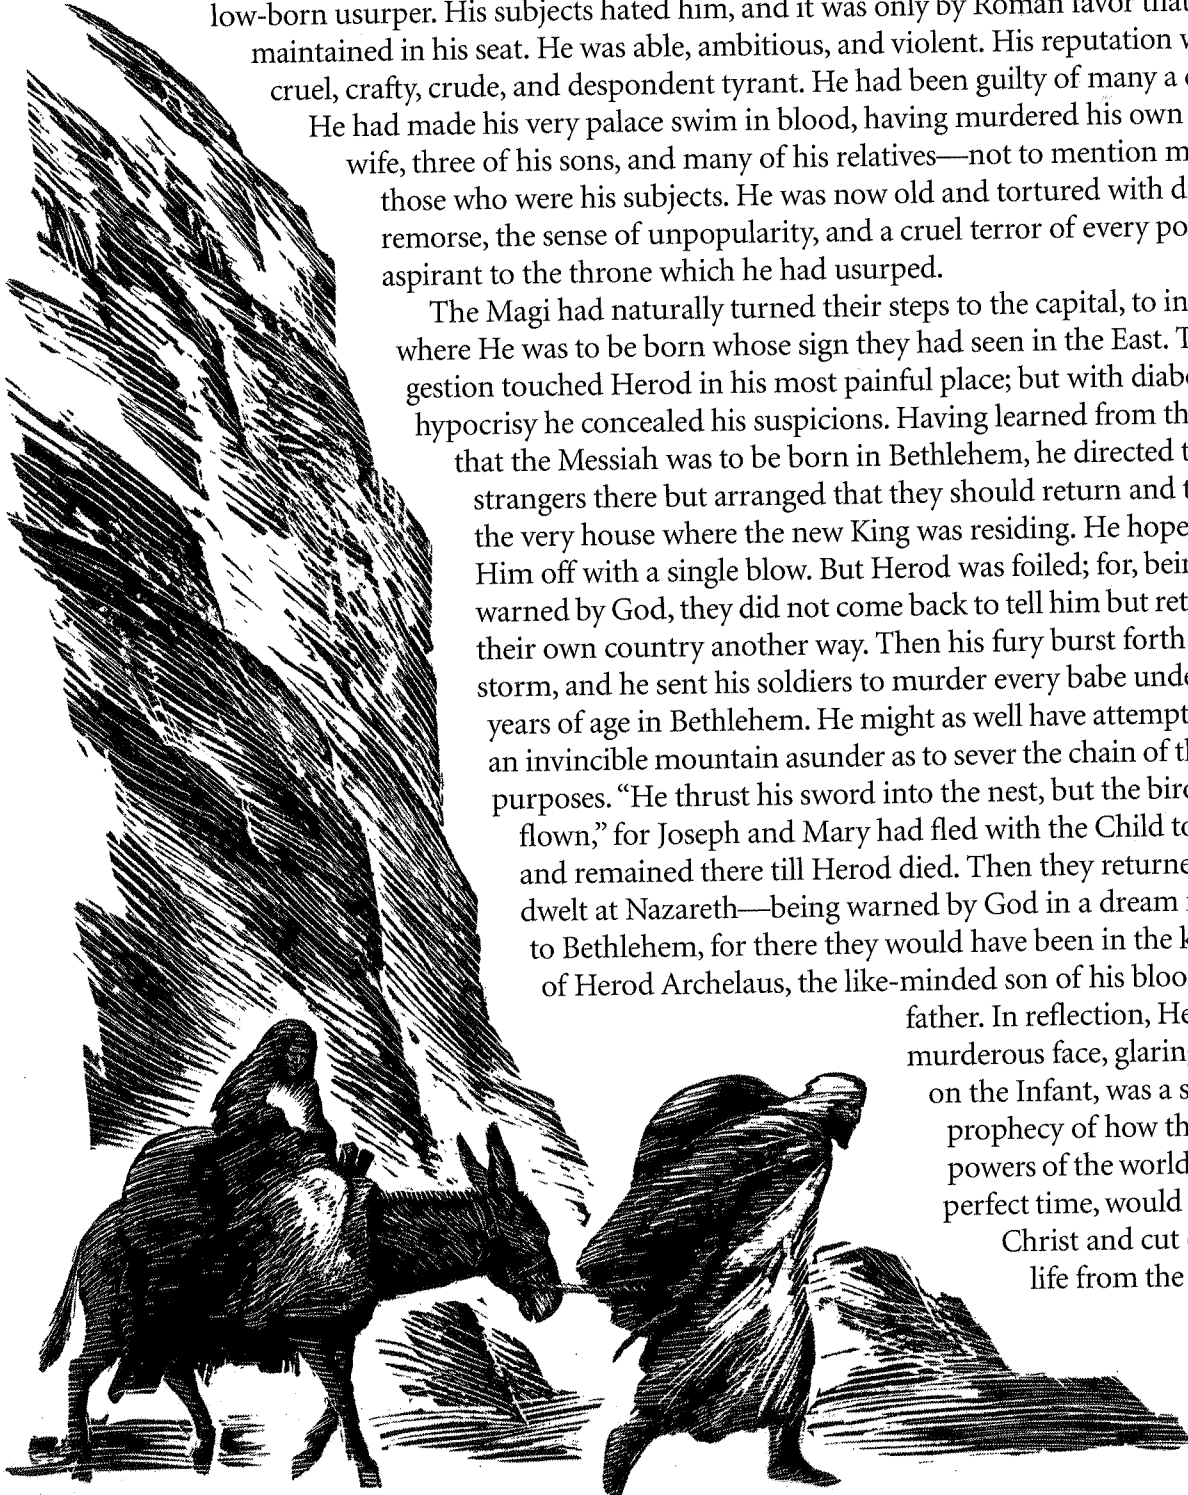 low-born usurper. His subjects hated him, and it was only by Roman favor that
maintained in his seat. He was able, ambitious, and violent. His reputation
cruel, crafty, crude, and despondent tyrant. He had been guilty of many a
He had made his very palace swim in blood, having murdered his own
wife, three of his sons, and many of his relatives—not to mention
those who were his subjects. He was now old and tortured with
remorse, the sense of unpopularity, and a cruel terror of every
aspirant to the throne which he had usurped.
The Magi had naturally turned their steps to the capital, to
where He was to be born whose sign they had seen in the East.
gestion touched Herod in his most painful place; but with
hypocrisy he concealed his suspicions. Having learned from
that the Messiah was to be born in Bethlehem, he directed
strangers there but arranged that they should return and
the very house where the new King was residing. He
Him off with a single blow. But Herod was foiled; for,
warned by God, they did not come back to tell him but
their own country another way. Then his fury burst forth
storm, and he sent his soldiers to murder every babe
years of age in Bethlehem. He might as well have
an invincible mountain asunder as to sever the chain of
purposes. “He thrust his sword into the nest, but the
flown,” for Joseph and Mary had fled with the Child
and remained there till Herod died. Then they
dwelt at Nazareth—being warned by God in a dream
to Bethlehem, for there they would have been in the
of Herod Archelaus, the like-minded son of his
father. In reflection,
murderous face,
on the Infant, was a
prophecy of how
powers of the world
perfect time, would
Christ and cut
life from the